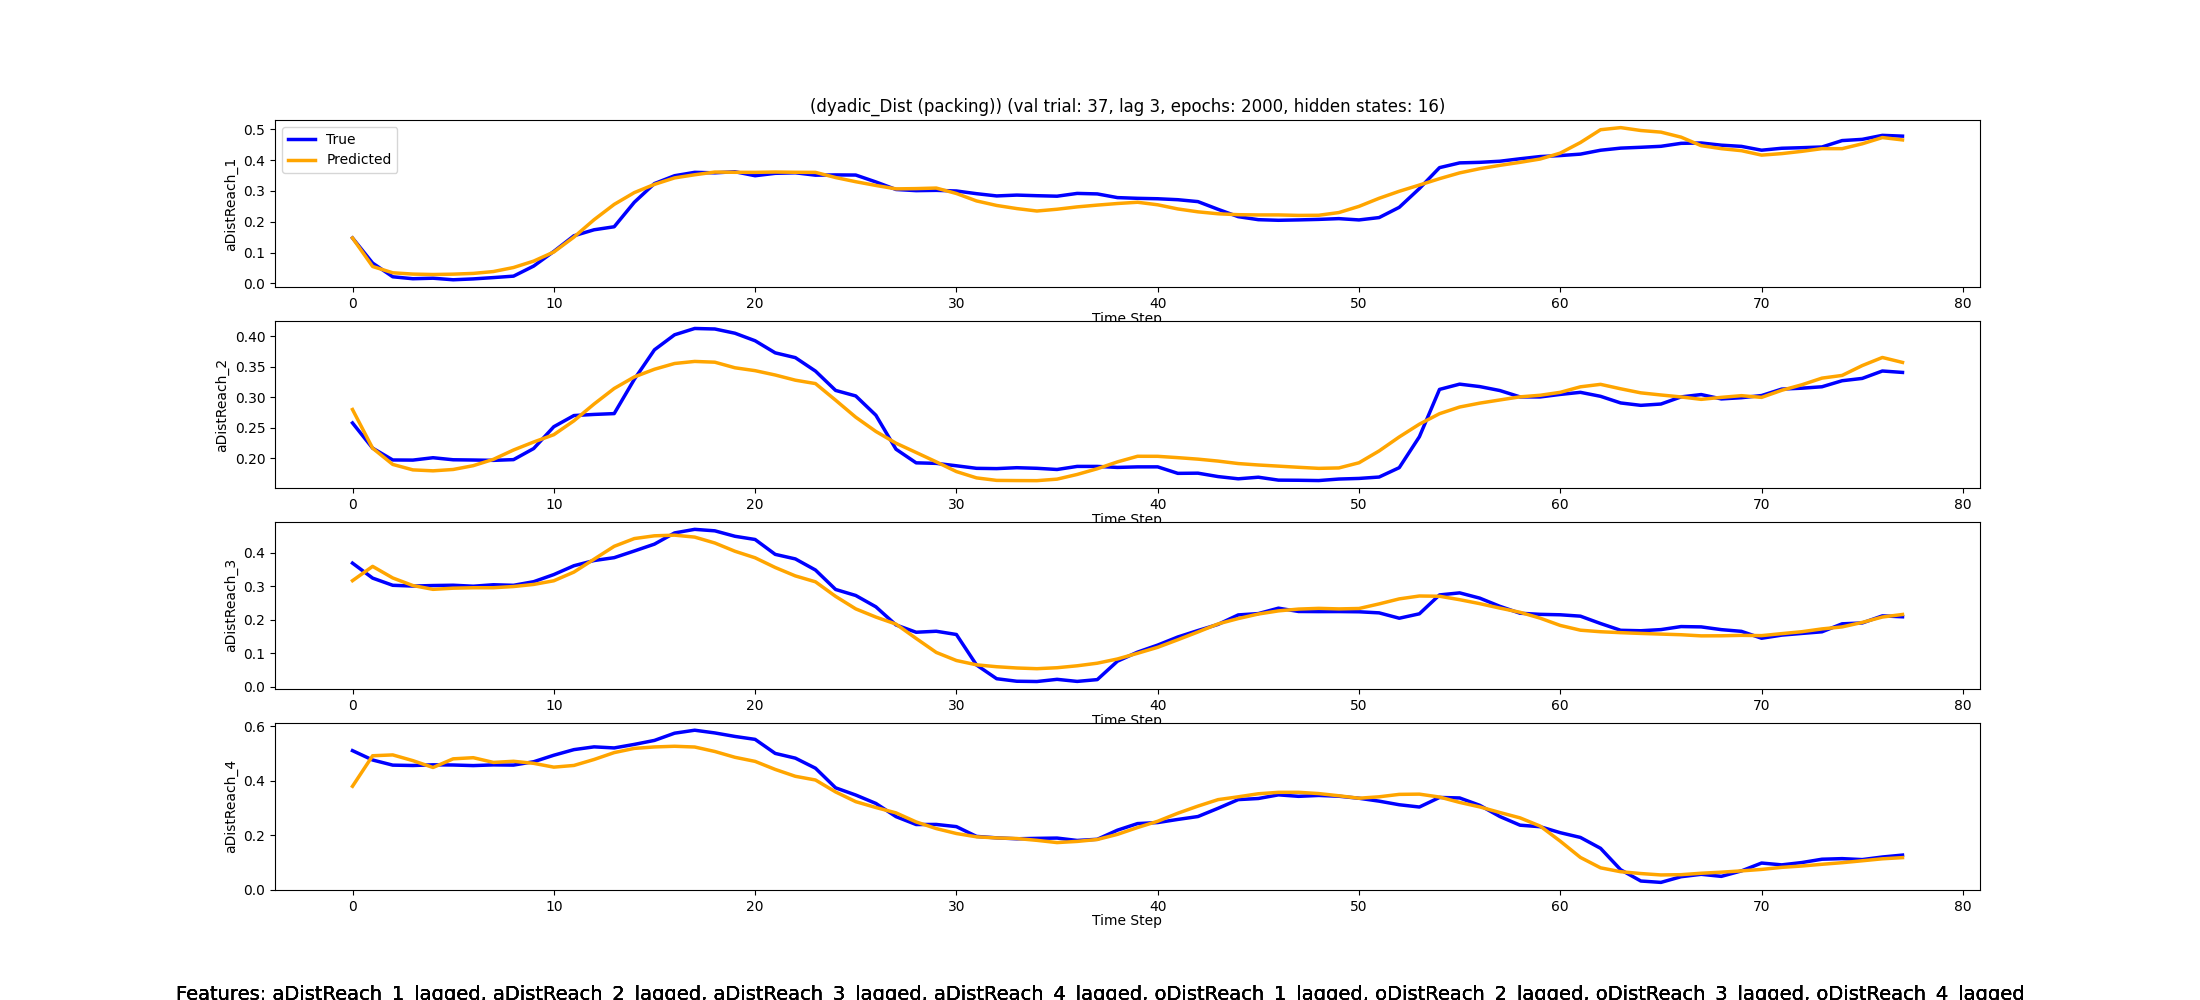 (dyadic_Dist (packing)) (val trial: 37, lag 3, epochs: 2000, hidden states: 16)
True
Predicted
aDistReach_1
0.5
0.4
0.3
0.2
0.1
0.0
0 10 20 30 40 50 60 70 80
Time Step
aDistReach_2
0.40
0.35
0.30
0.25
0.20
0 10 20 30 40 50 60 70 80
Time Step
aDistReach_3
0.4
0.3
0.2
0.1
0.0
0 10 20 30 40 50 60 70 80
Time Step
aDistReach_4
0.6
0.4
0.2
0.0
0 10 20 30 40 50 60 70 80
Time Step
Features: aDistReach_1_lagged, aDistReach_2_lagged, aDistReach_3_lagged, aDistReach_4_lagged, oDistReach_1_lagged, oDistReach_2_lagged, oDistReach_3_lagged, oDistReach_4_lagged